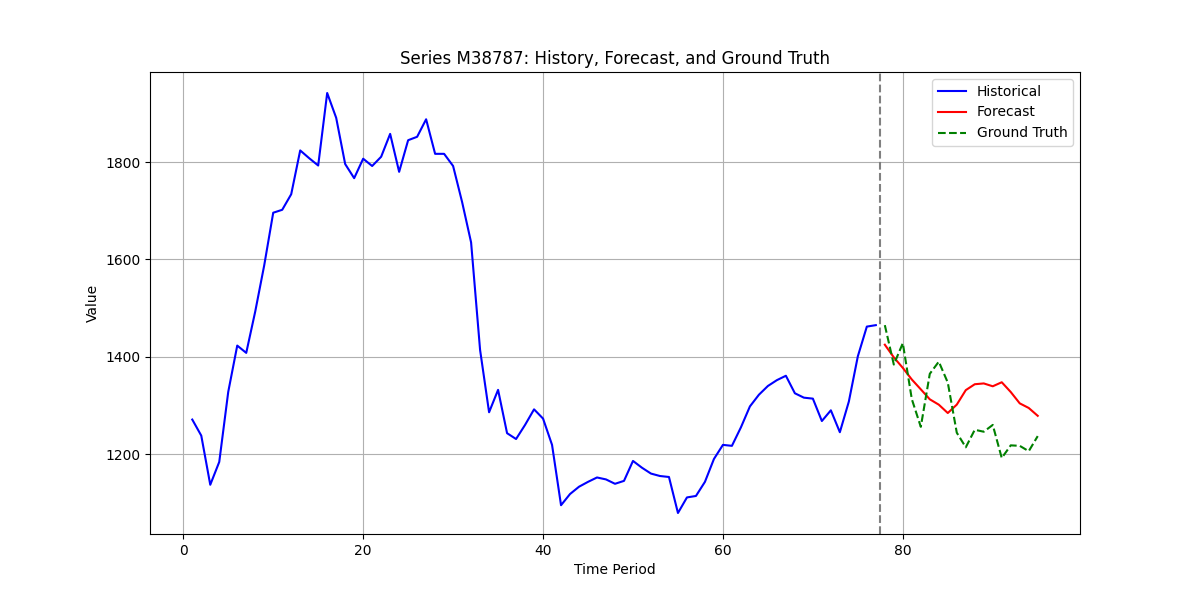 Series M38787: History, Forecast, and Ground Truth
Historical
Forecast
Ground Truth
1800
1600
1400
1200
Value
0 20 40 60 80
Time Period